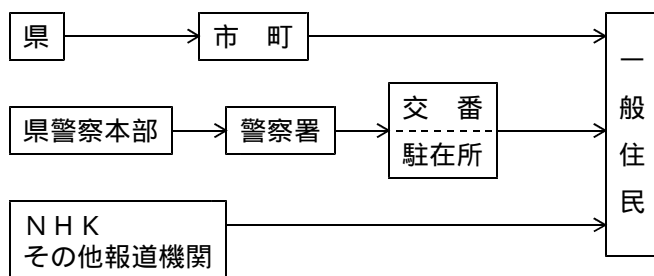 県
市　町
県警察本部
警察署
交　番
駐在所
ＮＨＫ
その他報道機関
一般住民